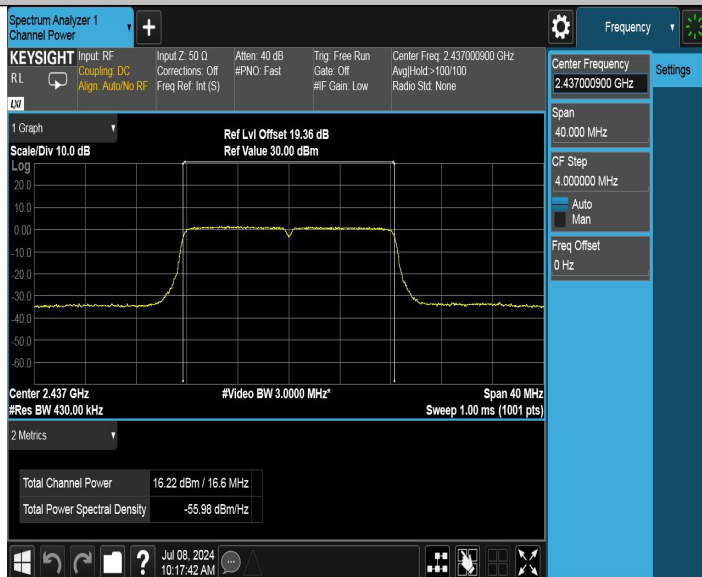 Spectrum Analyzer 1
Channel Power
Frequency
KEYSIGHT
RL
LXI
Input: RF
Coupling: DC
Align: Auto/No RF
Input Z: 50 Ω
Corrections: Off
Freq Ref: Int (S)
Atten: 40 dB
#PNO: Fast
Trig: Free Run
Gate: Off
#IF Gain: Low
Center Freq: 2.437000900 GHz
Avg|Hold:>100/100
Radio Std: None
Center Frequency
2.437000900 GHz
Settings
Span
40.000 MHz
CF Step
4.000000 MHz
Auto
Man
Freq Offset
0 Hz
1 Graph
Scale/Div 10.0 dB
Ref Lvl Offset 19.36 dB
Ref Value 30.00 dBm
Log
20.0
10.0
0.00
-10.0
-20.0
-30.0
-40.0
-50.0
-60.0
Center 2.437 GHz
#Res BW 430.00 kHz
#Video BW 3.0000 MHz*
Span 40 MHz
Sweep 1.00 ms (1001 pts)
2 Metrics
Total Channel Power 16.22 dBm / 16.6 MHz
Total Power Spectral Density -55.98 dBm/Hz
?
Jul 08, 2024
10:17:42 AM